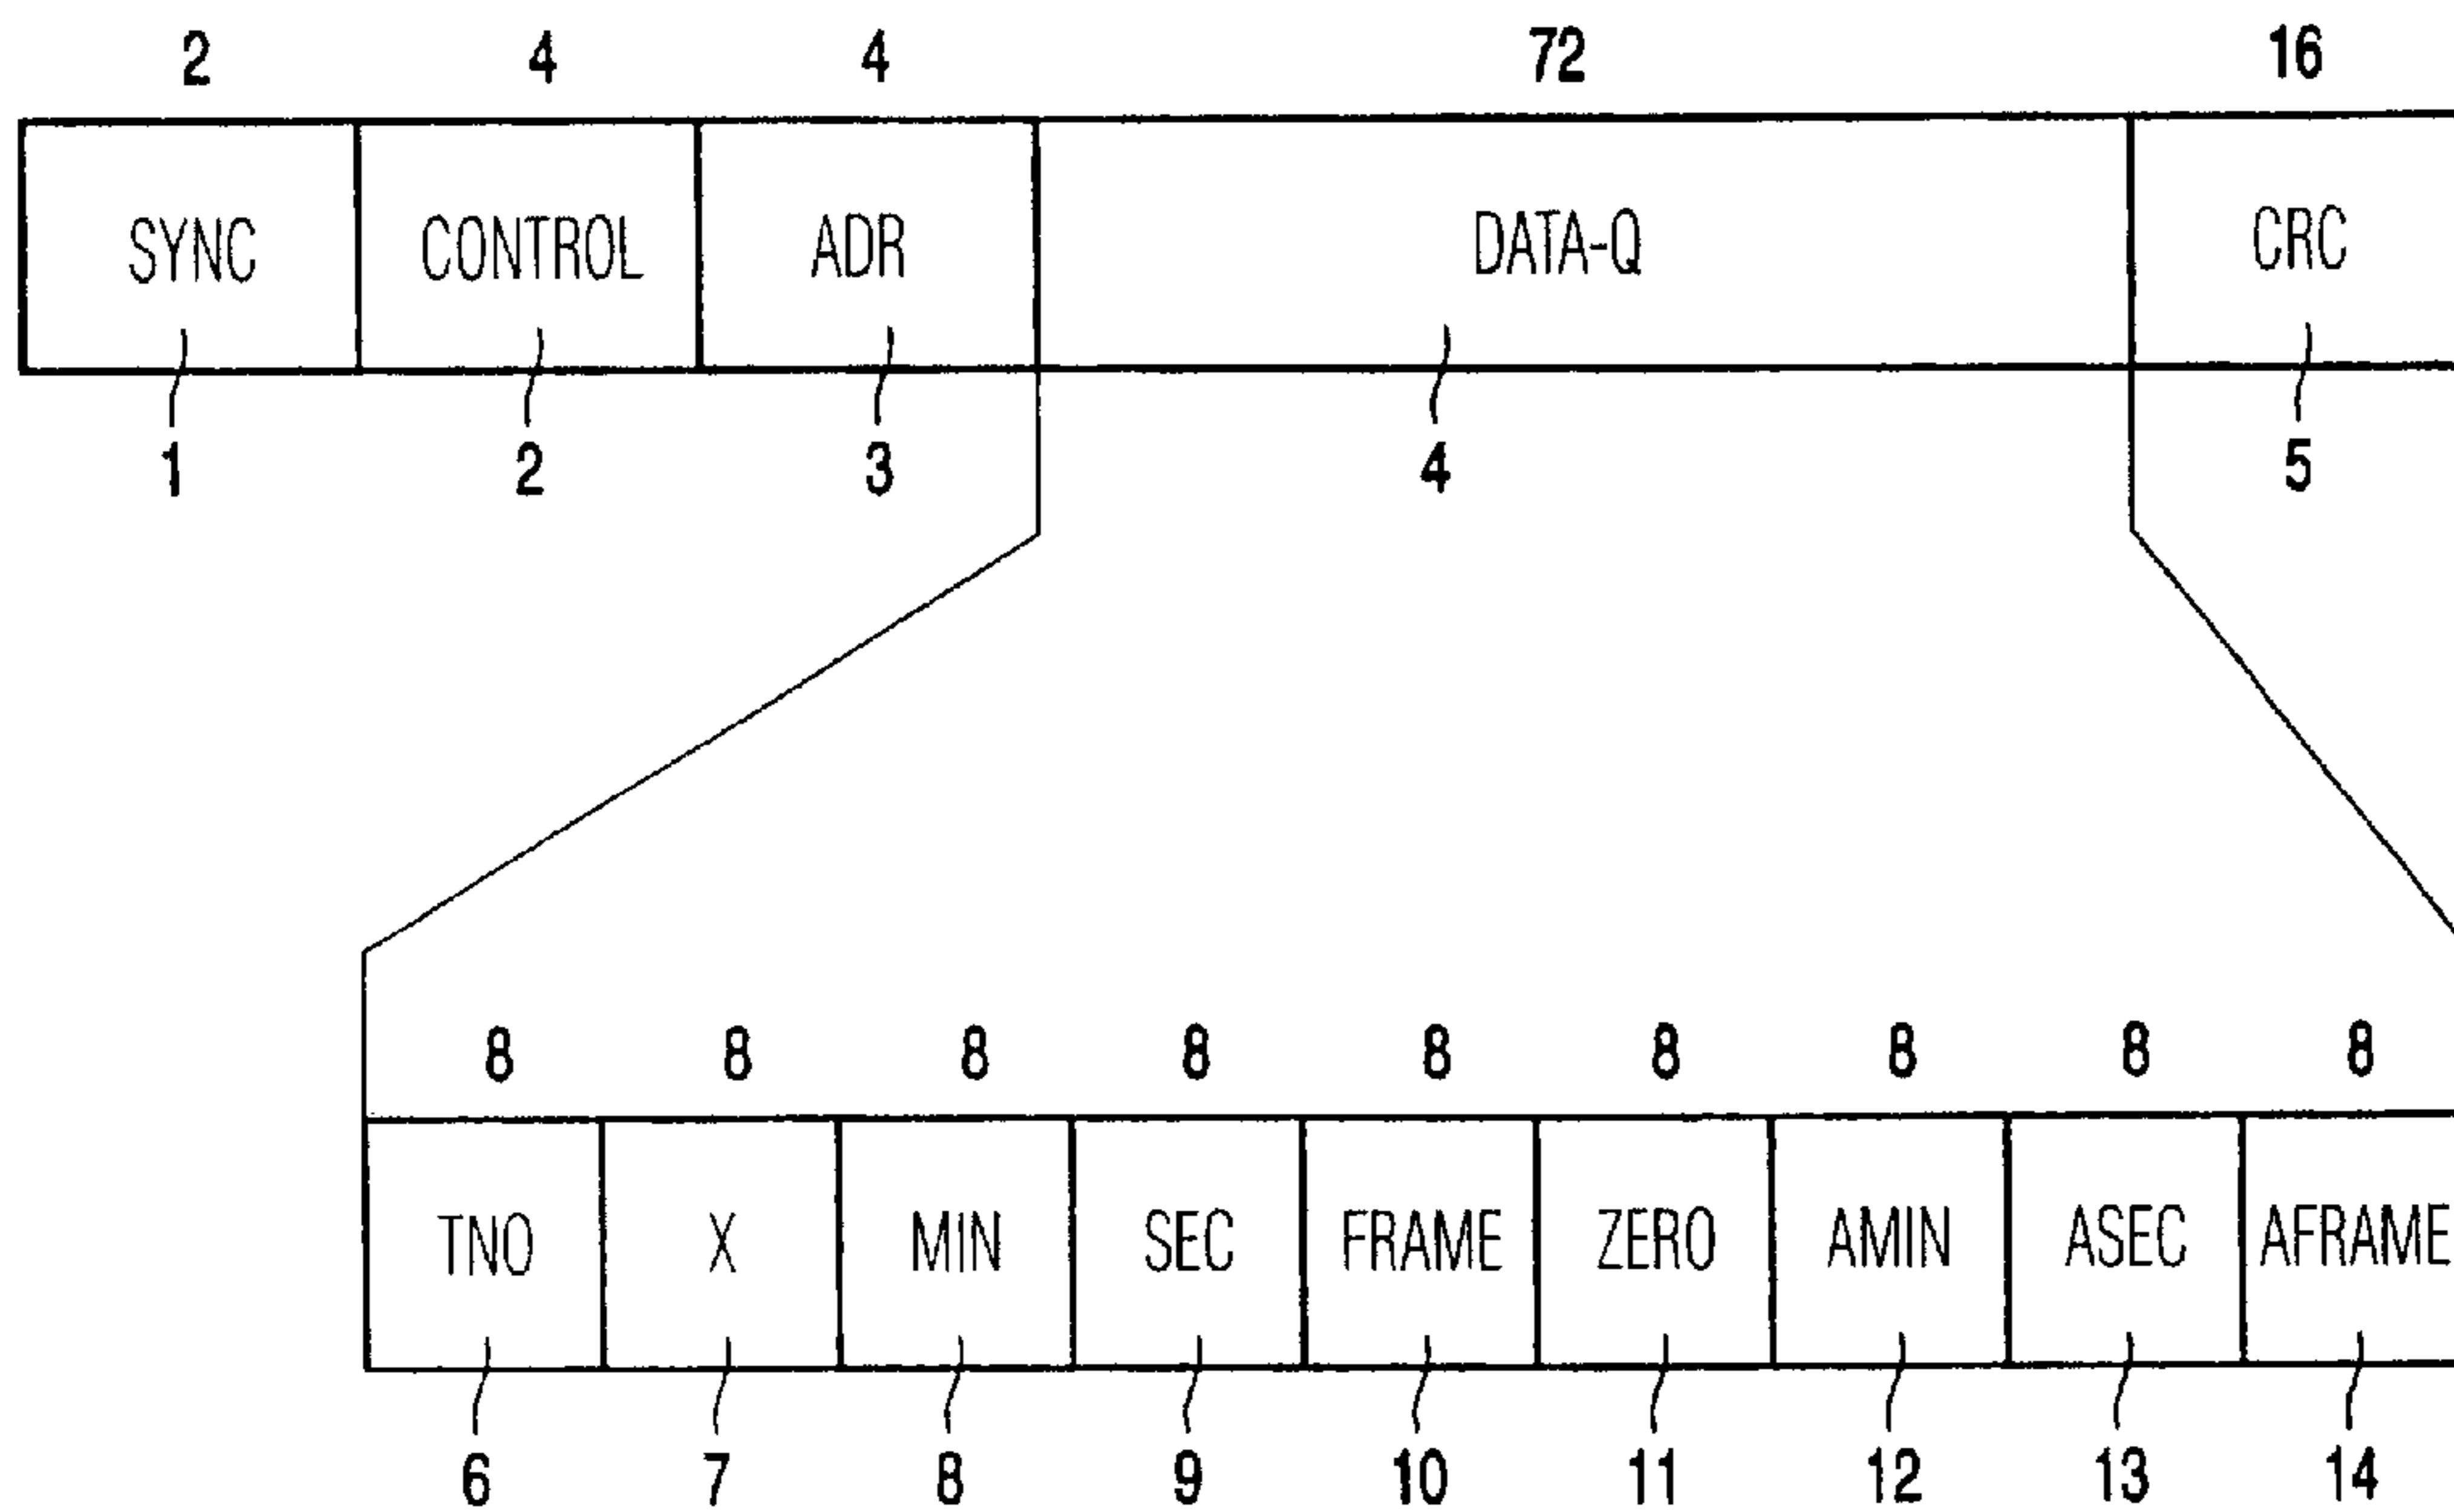 2 4 4 72 16
SYNC CONTROL ADR DATA-Q CRC
1 2 3 4 5
8 8 8 8 8 8 8 8 8
TNO X MIN SEC FRAME ZERO AMIN ASEC AFRAME
6 7 8 9 10 11 12 13 14